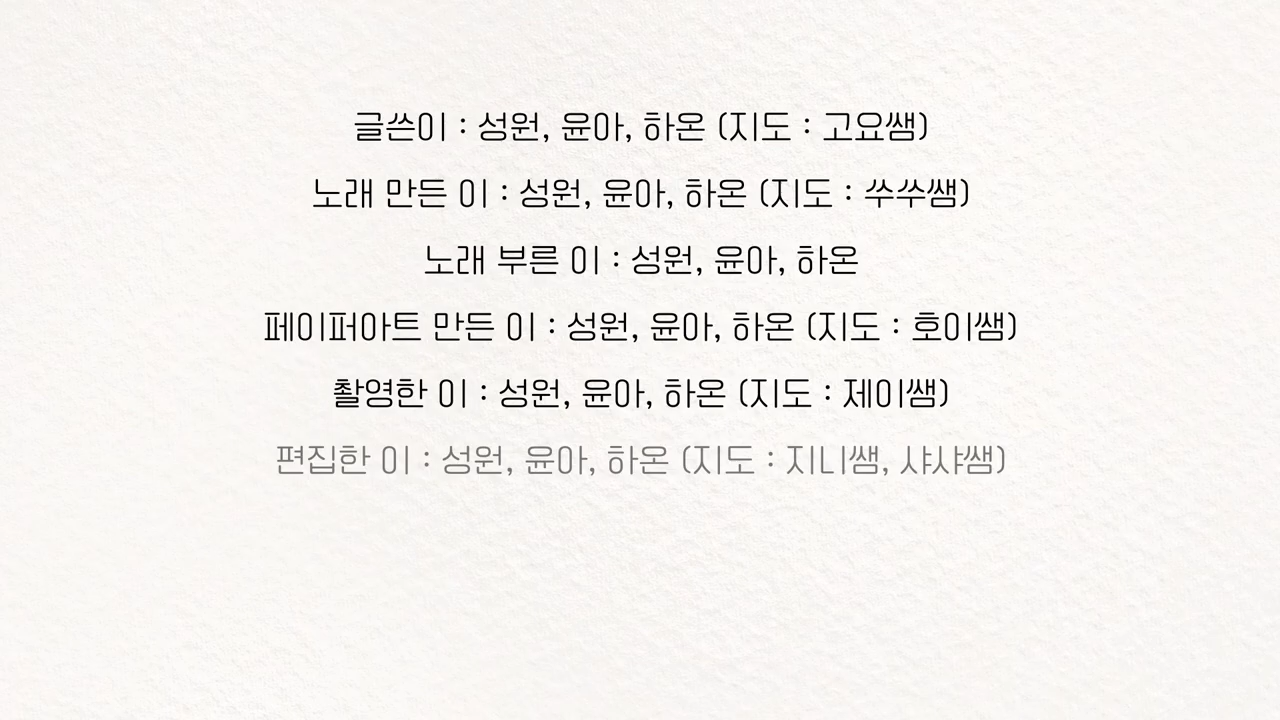 글쓴이 : 성원, 윤아, 하온 (지도 : 고요쌤)
노래 만든 이 : 성원, 윤아, 하온 (지도 : 쑤쑤쌤)
노래 부른 이 : 성원, 윤아, 하온
페이퍼아트 만든 이 : 성원, 윤아, 하온 (지도 : 호이쌤)
촬영한 이 : 성원, 윤아, 하온 (지도 : 제이쌤)
편집한 이 : 성원, 윤아, 하온 (지도 : 지니쌤, 샤샤쌤)